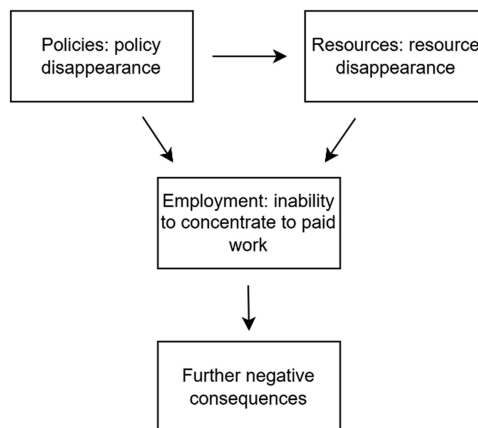 Policies: policy
disappearance
Resources: resource
disappearance
Employment: inability
to concentrate to paid
work
Further negative
consequences